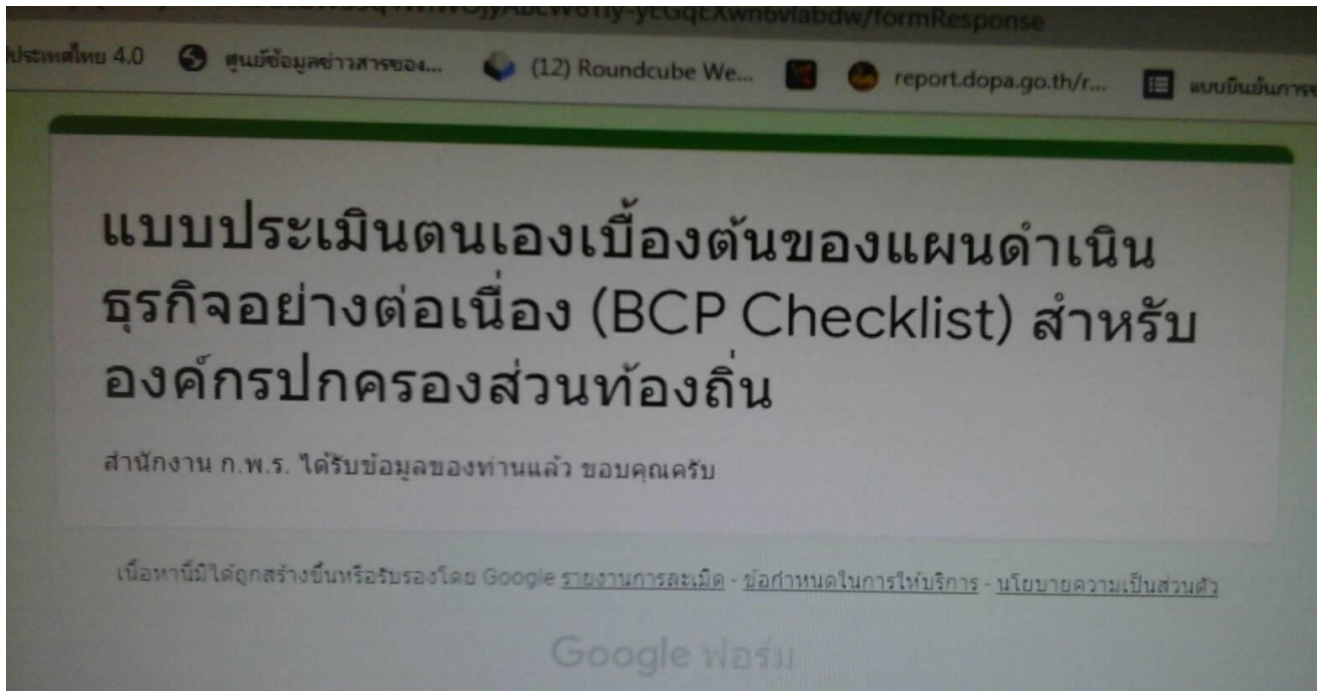 formResponse
ประเทศไทย 4.0 ศูนย์ข้อมูลข่าวสารของ... (12) Roundcube We... report.dopa.go.th/r... แบบยืนยันการ
แบบประเมินตนเองเบื้องต้นของแผนดำเนิน
ธุรกิจอย่างต่อเนื่อง (BCP Checklist) สำหรับ
องค์กรปกครองส่วนท้องถิ่น
สำนักงาน ก.พ.ร. ได้รับข้อมูลของท่านแล้ว ขอบคุณครับ
เนื้อหานี้มิได้ถูกสร้างขึ้นหรือรับรองโดย Google รายงานการละเมิด - ข้อกำหนดในการให้บริการ - นโยบายความเป็นส่วนตัว
Google ฟอร์ม